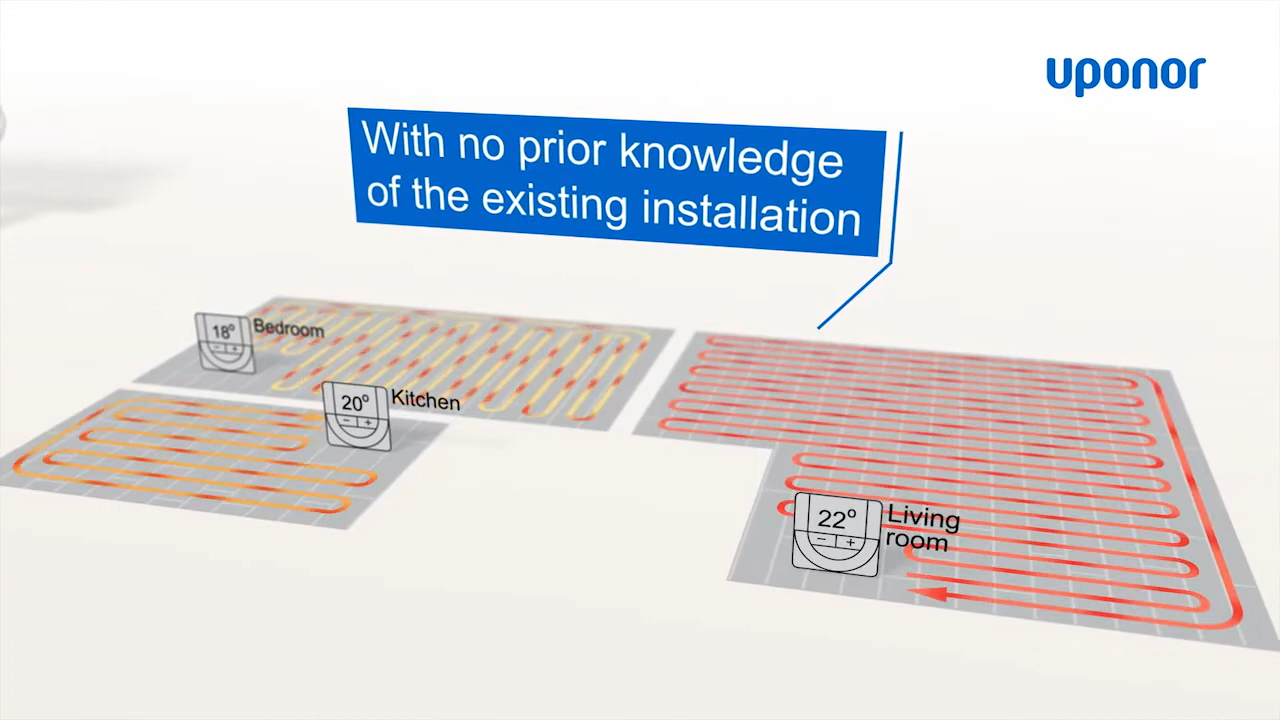 uponor
With no prior knowledge
of the existing installation
18°
Bedroom
− +
20°
Kitchen
− +
22°
Living
room
− +